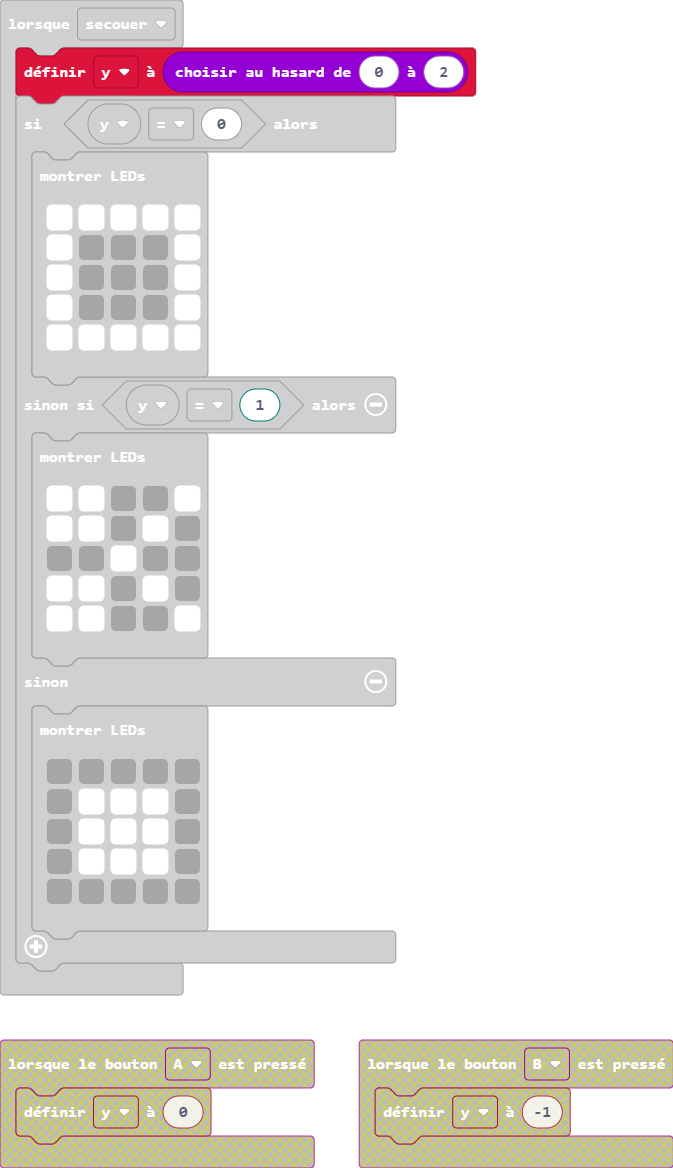 lorsque secouer
définir y à choisir au hasard de 0 à 2
si y = 0 alors
montrer LEDs
sinon si y = 1 alors
montrer LEDs
sinon
montrer LEDs
lorsque le bouton A est pressé
définir y à 0
lorsque le bouton B est pressé
définir y à -1